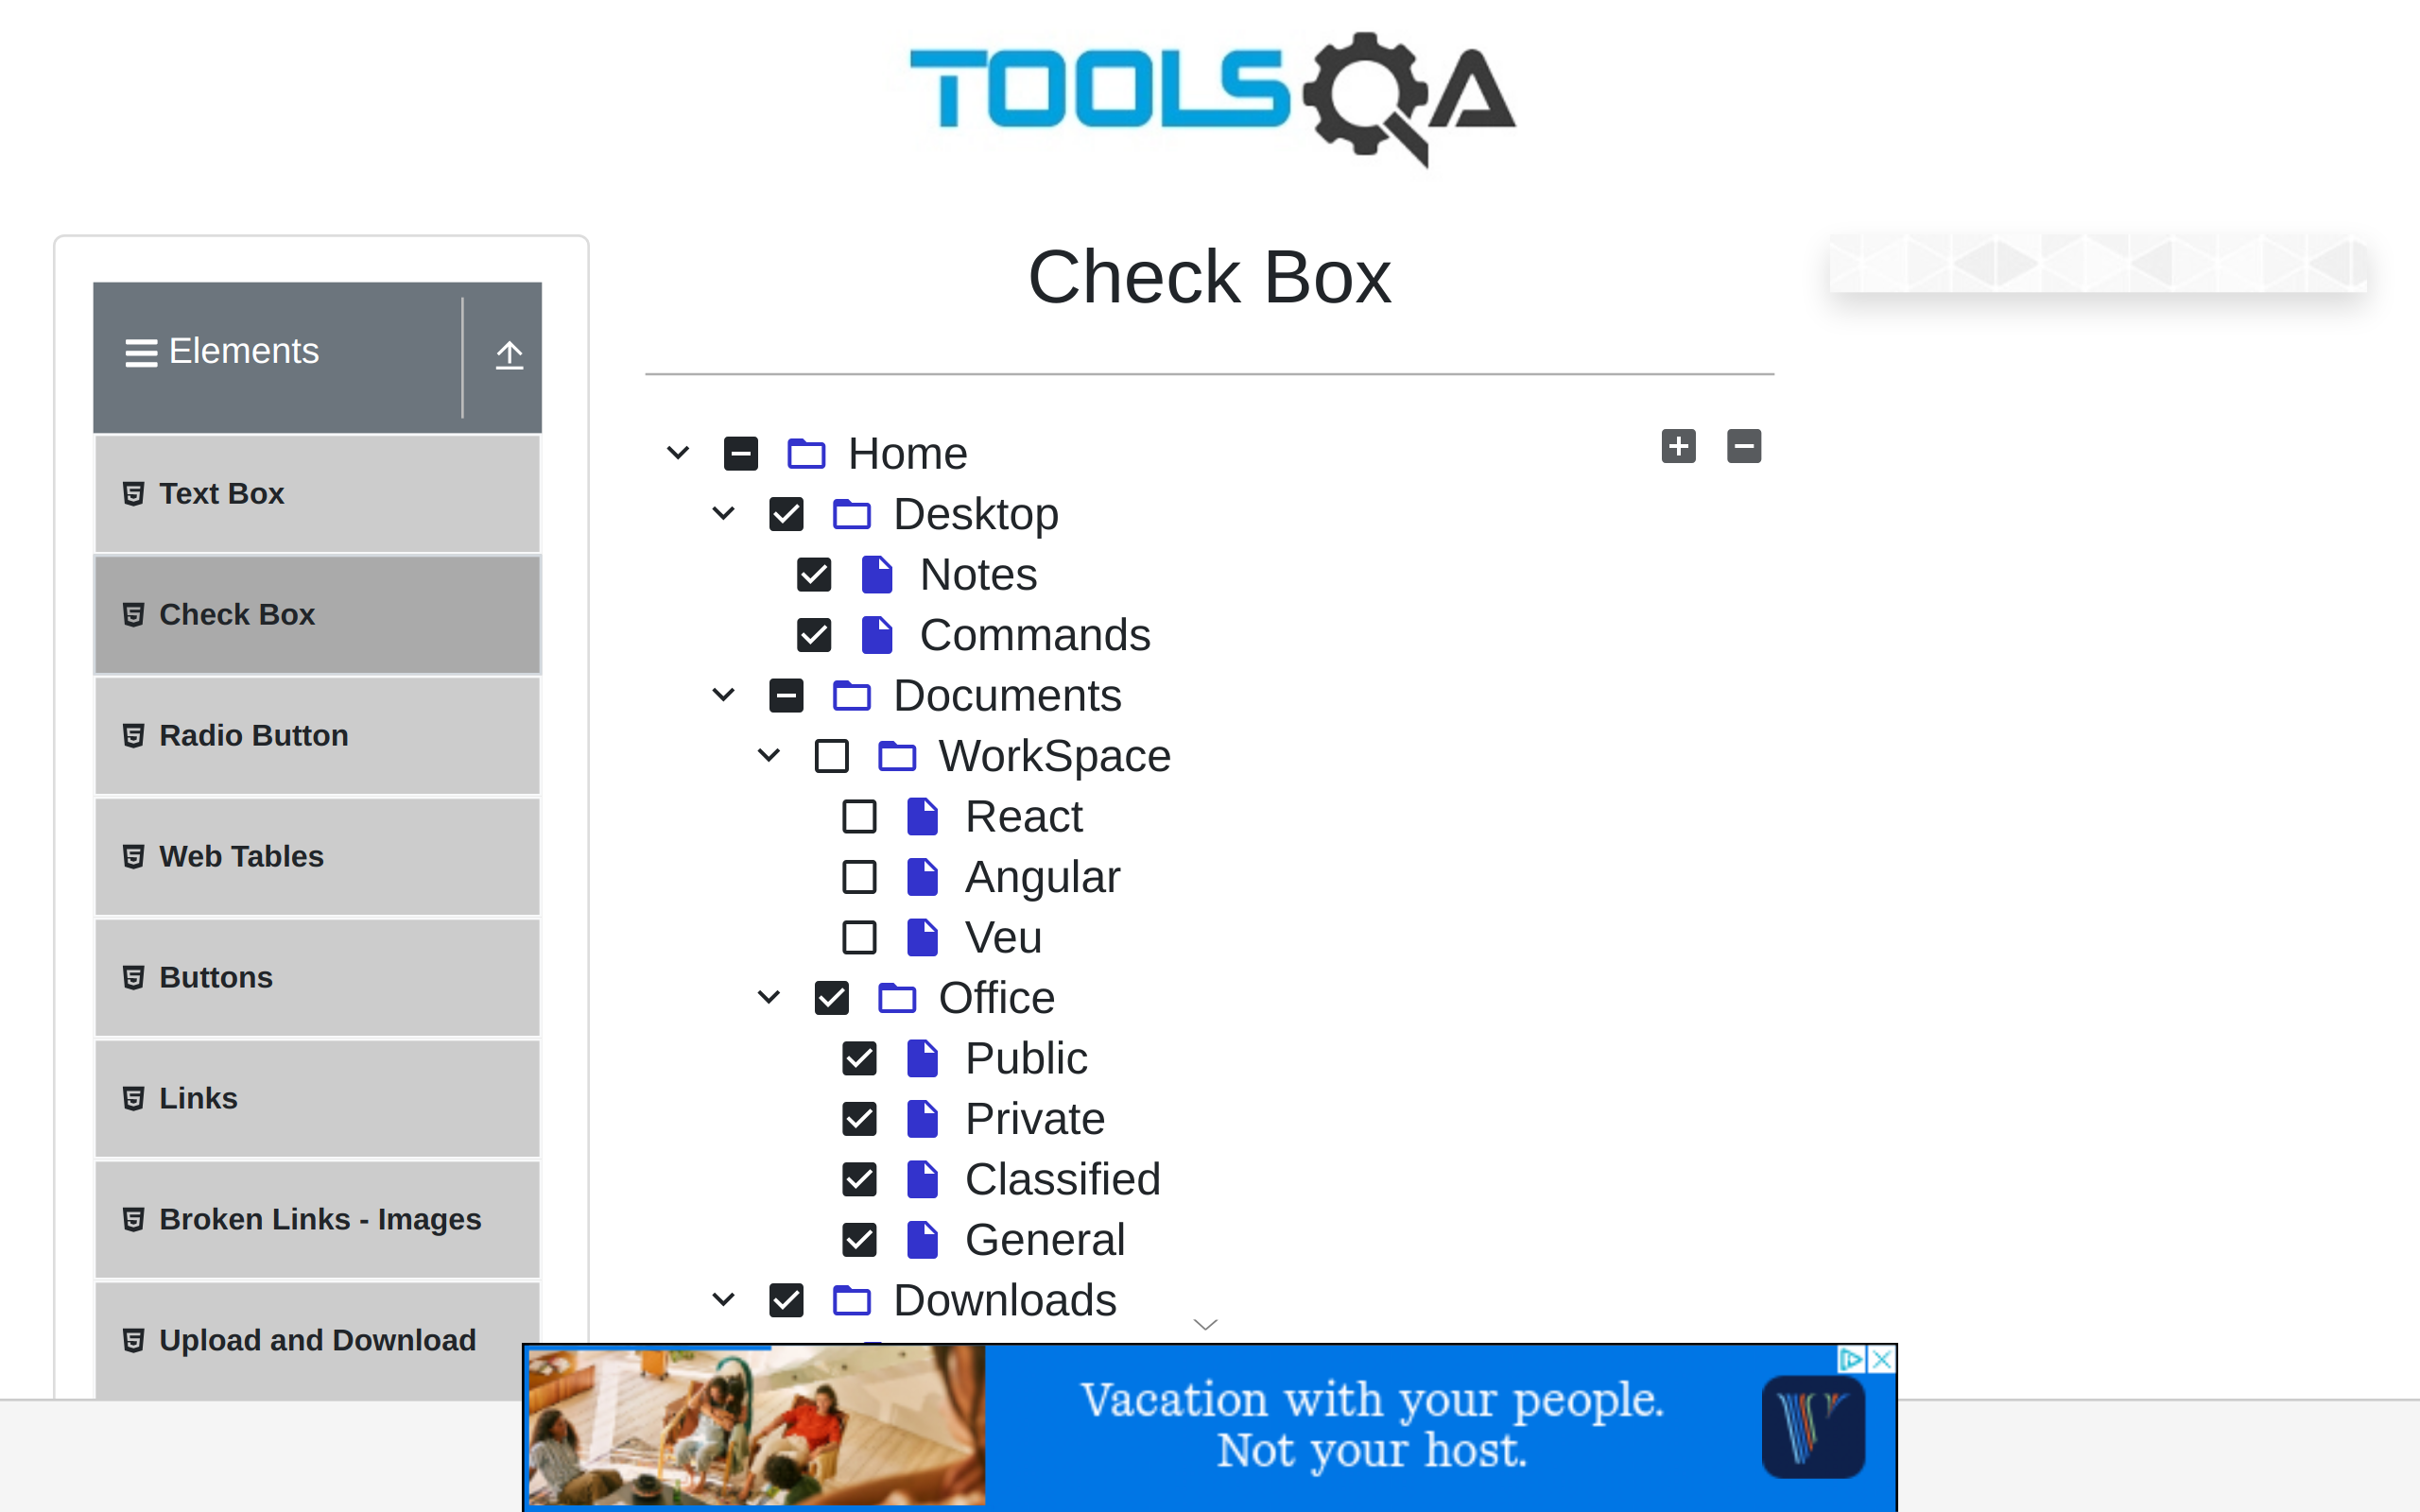 TOOLSQA
Check Box
Elements
Text Box
Check Box
Radio Button
Web Tables
Buttons
Links
Broken Links - Images
Upload and Download
Home
Desktop
Notes
Commands
Documents
WorkSpace
React
Angular
Veu
Office
Public
Private
Classified
General
Downloads
Vacation with your people.
Not your host.